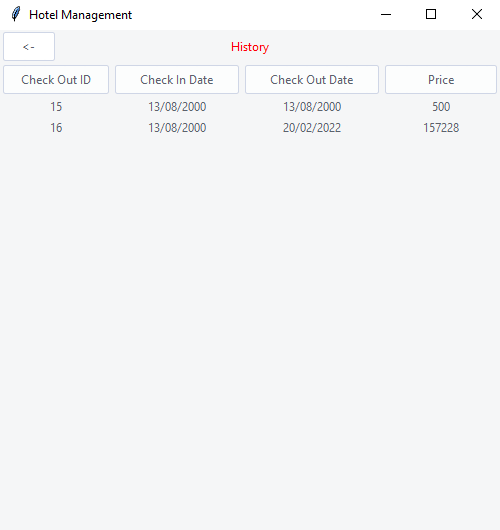 Hotel Management
<- History
Check Out ID Check In Date Check Out Date Price
15 13/08/2000 13/08/2000 500
16 13/08/2000 20/02/2022 157228